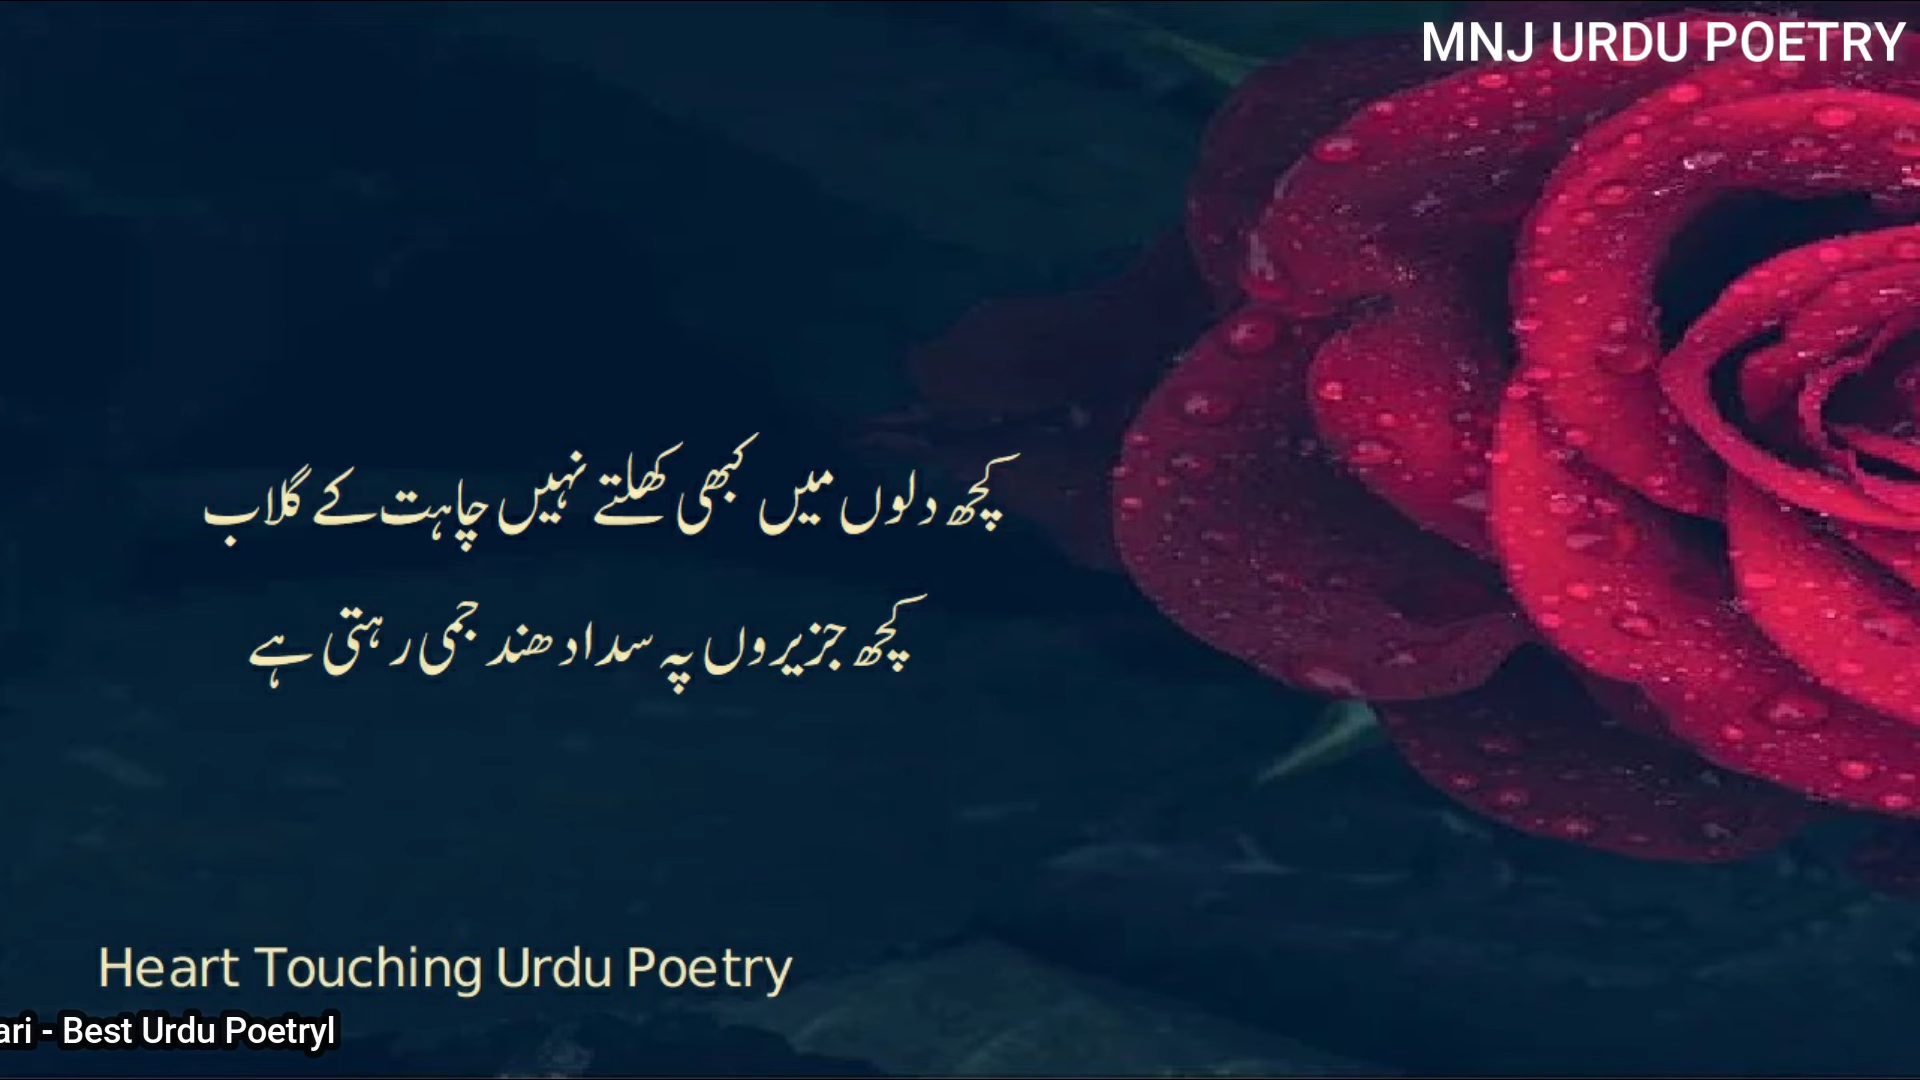 MNJ URDU POETRY
کچھ دلوں میں کبھی کھلتے نہیں چاہت کے گلاب
کچھ جزیروں پہ سدا دھند جمی رہتی ہے
Heart Touching Urdu Poetry
ari - Best Urdu Poetryl